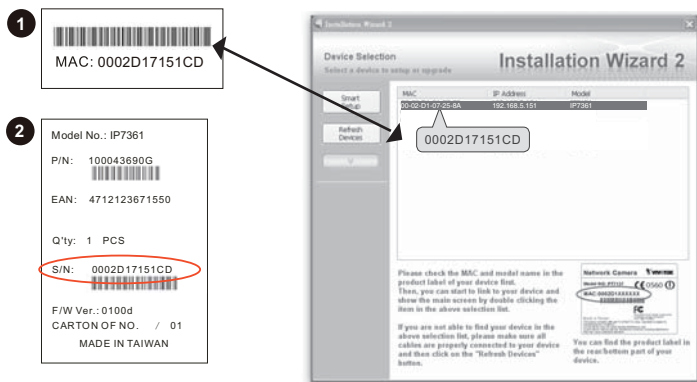 1
MAC: 0002D17151CD
2
Model No.: IP7361
P/N: 100043690G
EAN: 4712123671550
Q'ty: 1 PCS
S/N: 0002D17151CD
F/W Ver.: 0100d
CARTON OF NO. / 01
MADE IN TAIWAN
Installation Wizard 2
Device Selection
Select a device to setup or upgrade
Installation Wizard 2
Smart
Setup
Refresh
Devices
MAC IP Address Model
00-02-D1-07-25-8A 192.168.5.151 IP7361
0002D17151CD
Please check the MAC and model name in the
product label of your device first.
Then, you can start to link to your device and
show the main screen by double clicking the
item in the above selection list.
If you are not able to find your device in the
above selection list, please make sure all
cables are properly connected to your device
and then click on the "Refresh Devices"
button.
Network Camera VIVOTEK
0560
MAC:0002D1XXXXXX
FC
You can find the product label in
the rear/bottom part of your
device.